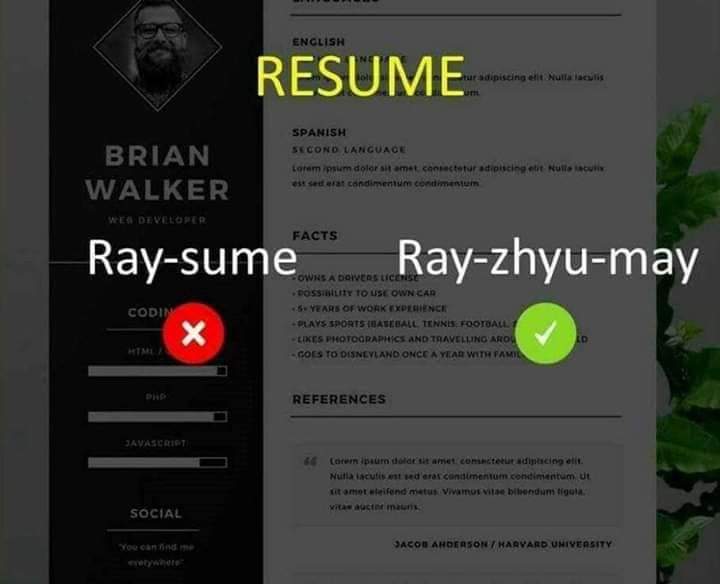 LANGUAGES
ENGLISH
RESUME
adipiscing elit. Nulla iaculis
SPANISH
SECOND LANGUAGE
Lorem ipsum dolor sit amet, consectetur adipiscing elit. Nulla iaculis
est sed erat condimentum condimentum.
BRIAN
WALKER
WEB DEVELOPER
FACTS
Ray-sume
Ray-zhyu-may
• OWNS A DRIVERS LICENSE
• POSSIBILITY TO USE OWN CAR
• 5+ YEARS OF WORK EXPERIENCE
• PLAYS SPORTS (BASEBALL, TENNIS, FOOTBALL,
• LIKES PHOTOGRAPHICS AND TRAVELLING
• GOES TO DISNEYLAND ONCE A YEAR WITH
HTML /
PHP
JAVASCRIPT
REFERENCES
Lorem ipsum dolor sit amet, consectetur adipiscing elit.
Nulla iaculis est sed erat condimentum condimentum. Ut
sit amet eleifend metus. Vivamus vitae bibendum ligula,
vitae auctor mauris.
JACOB ANDERSON / HARVARD UNIVERSITY
SOCIAL
"You can find me
everywhere"